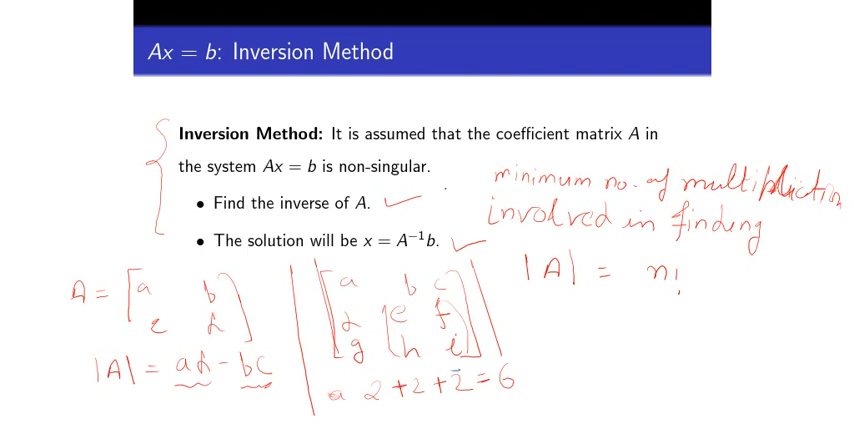 Ax = b: Inversion Method
Inversion Method: It is assumed that the coefficient matrix A in
the system Ax = b is non-singular.
• Find the inverse of A.
• The solution will be x = A⁻¹b.
minimum no. of multipliction
involved in finding
|A| = n!
A = [a b
c d]
|A| = ad - bc
a b c
d e f
g h i
a 2 + 2 + 2 = 6